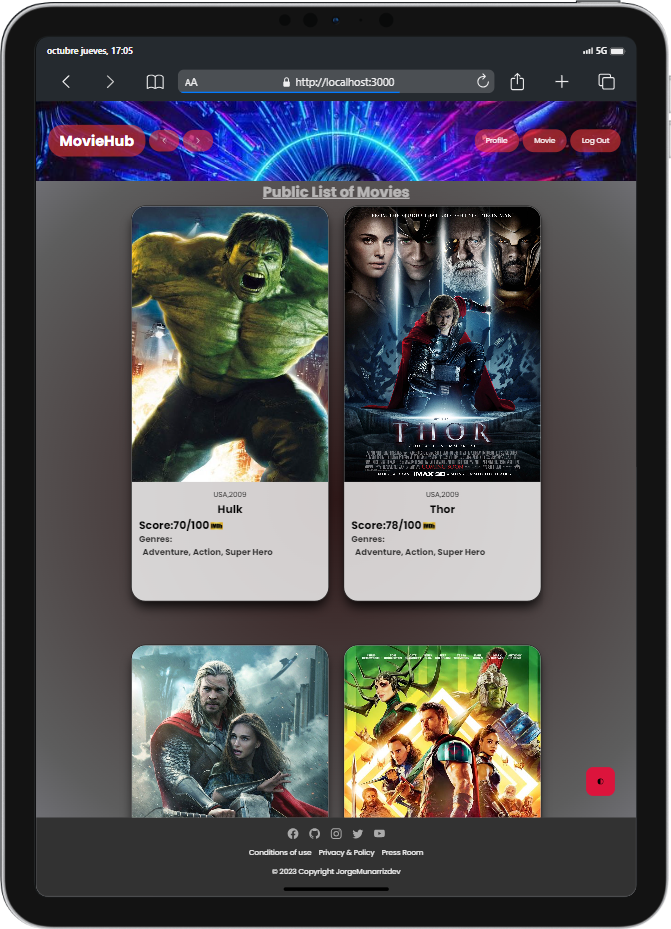 octubre jueves, 17:05
5G
AA
http://localhost:3000
MovieHub
Profile
Movie
Log Out
Public List of Movies
THOR
IMAX 3D
USA,2009
Hulk
Score:70/100 IMDb
Genres:
Adventure, Action, Super Hero
USA,2009
Thor
Score:78/100 IMDb
Genres:
Adventure, Action, Super Hero
Conditions of use Privacy & Policy Press Room
© 2023 Copyright JorgeMunarrizdev